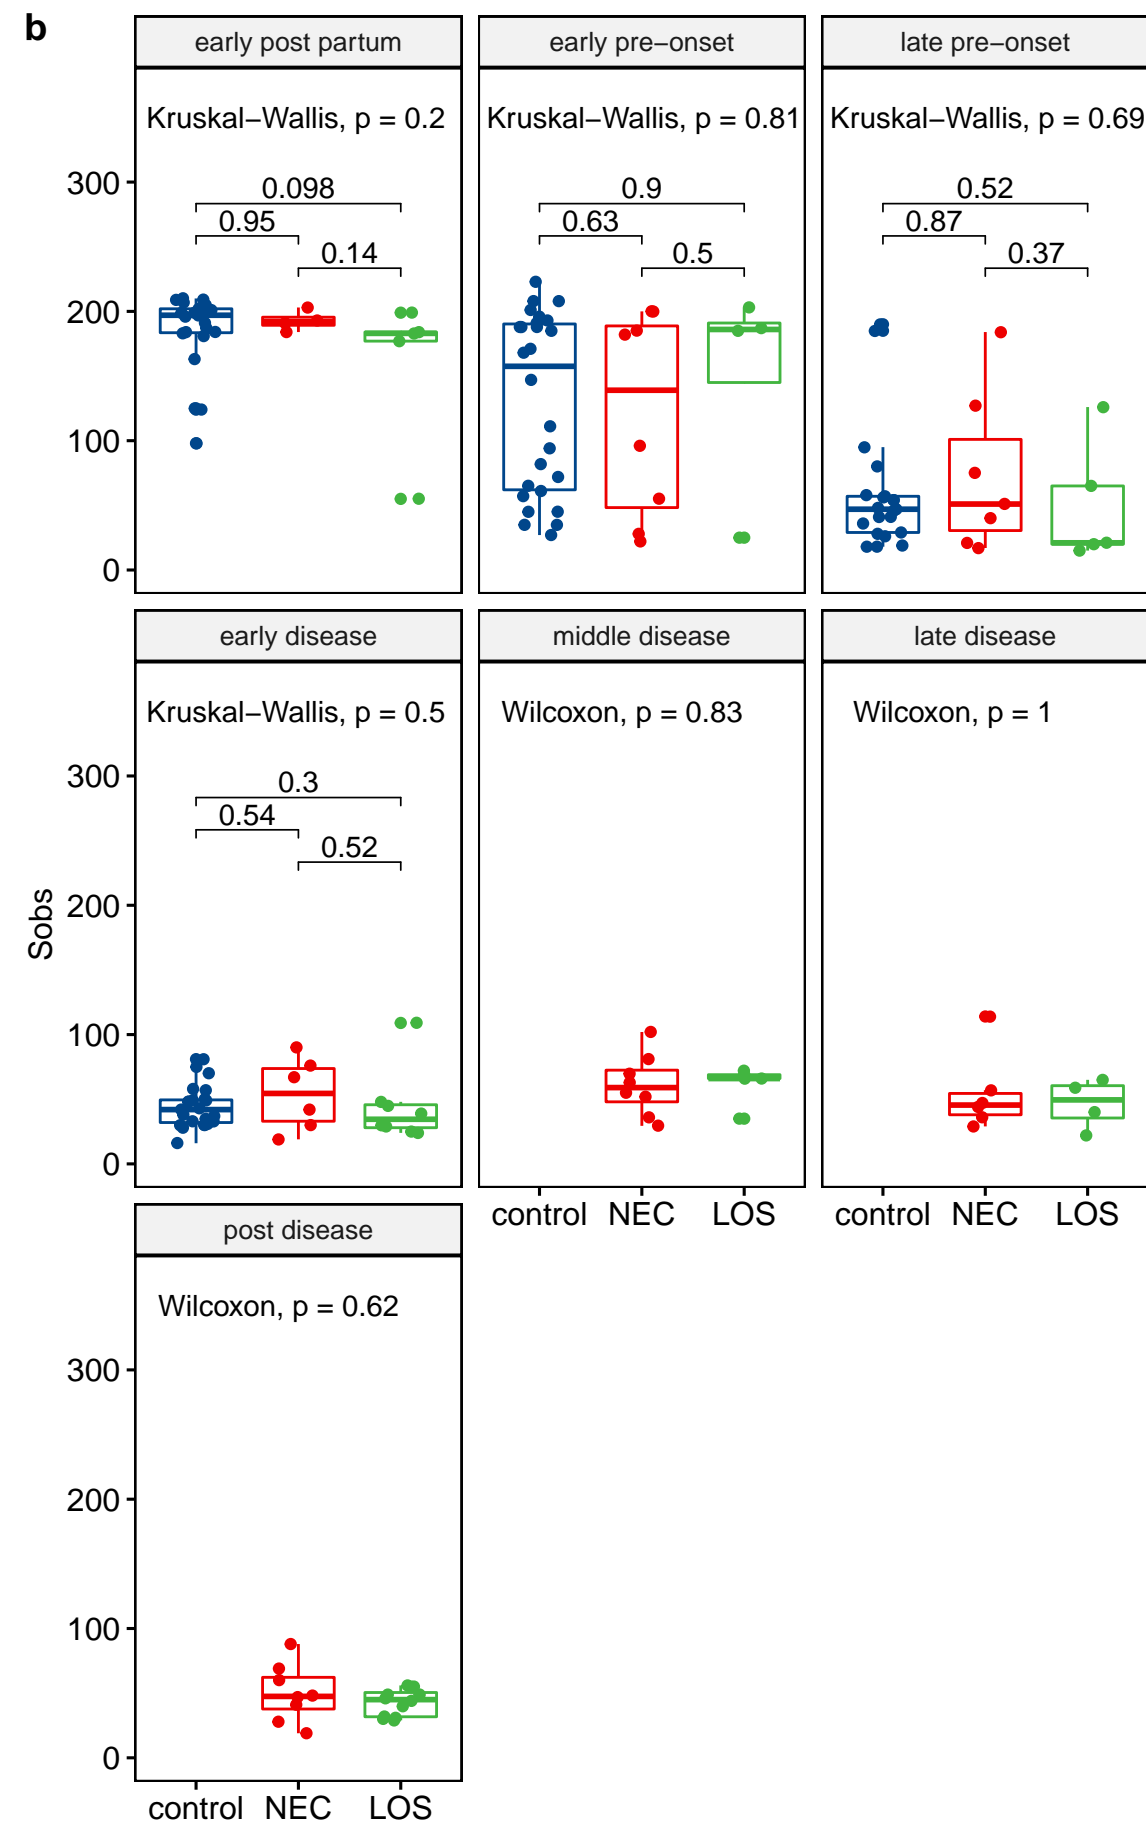 b
early post partum
early pre−onset
late pre−onset
Kruskal−Wallis, p = 0.2
Kruskal−Wallis, p = 0.81
Kruskal−Wallis, p = 0.69
300
0.098
0.9
0.52
0.95
0.63
0.87
0.14
0.5
0.37
200
100
0
early disease
middle disease
late disease
Kruskal−Wallis, p = 0.5
Wilcoxon, p = 0.83
Wilcoxon, p = 1
300
0.3
0.54
0.52
Sobs
200
100
0
control NEC LOS
control NEC LOS
post disease
Wilcoxon, p = 0.62
300
200
100
0
control NEC LOS